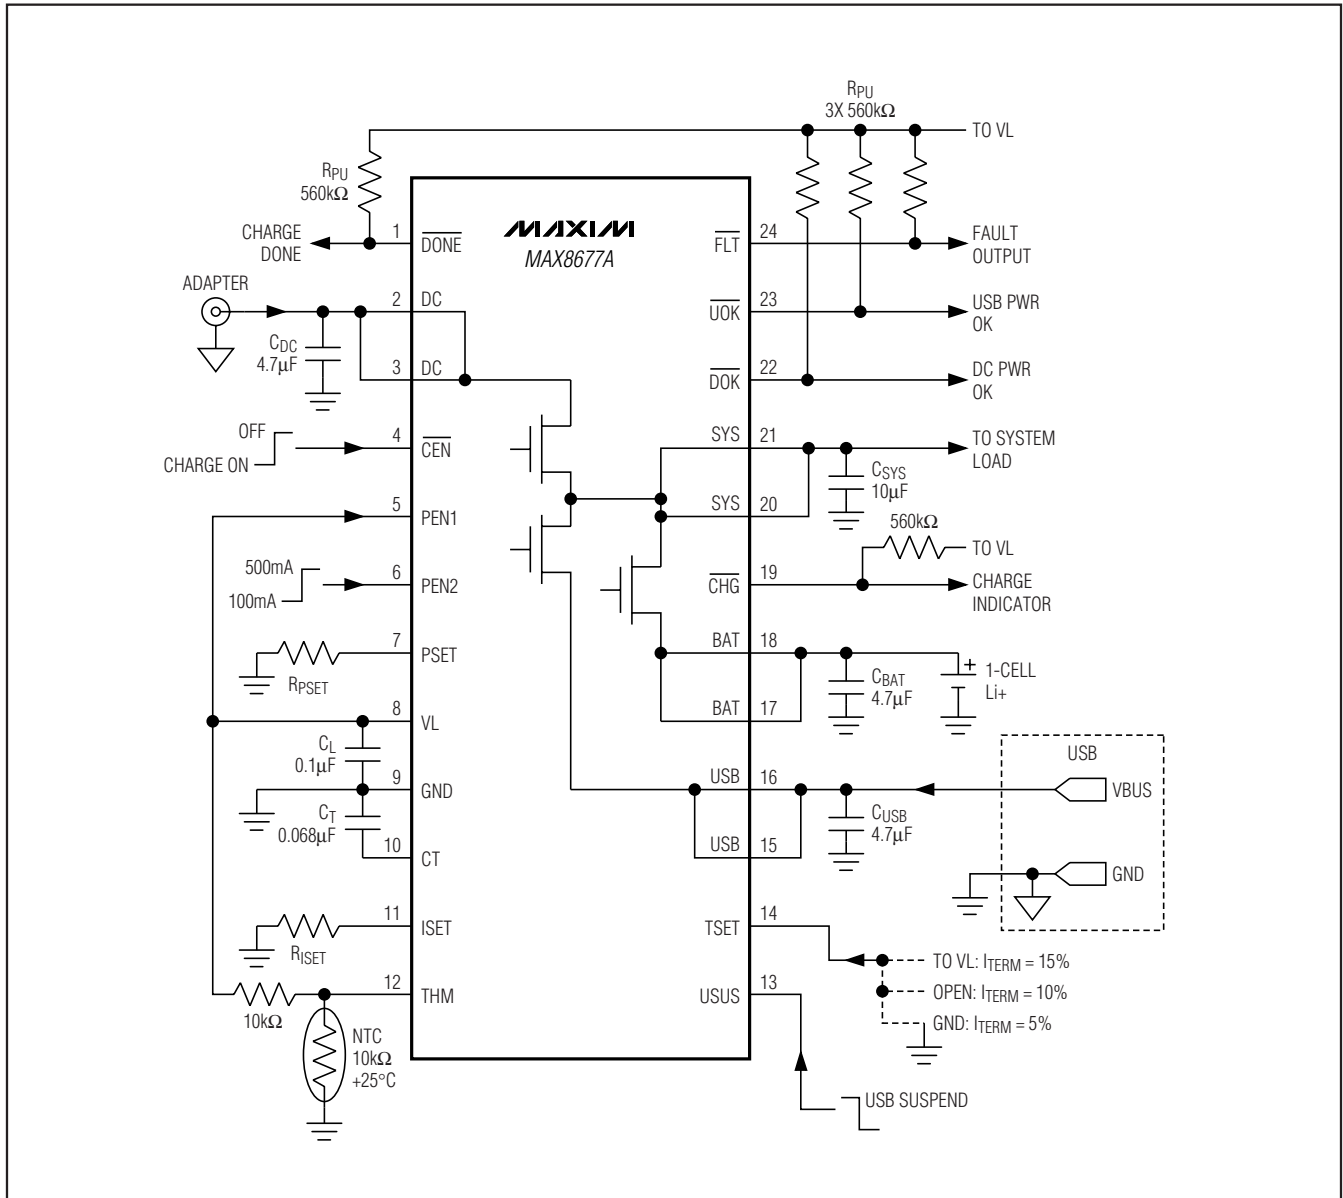 RPU
3X 560kΩ
TO VL
RPU
560kΩ
MAXIM
MAX8677A
CHARGE
DONE
1
DONE
24
FLT
FAULT
OUTPUT
ADAPTER
2
DC
23
UOK
USB PWR
OK
CDC
4.7µF
3
DC
22
DOK
DC PWR
OK
OFF
CHARGE ON
4
CEN
SYS
21
TO SYSTEM
LOAD
CSYS
10µF
5
PEN1
SYS
20
560kΩ
TO VL
500mA
100mA
6
PEN2
19
CHG
CHARGE
INDICATOR
7
PSET
RPSET
BAT
18
CBAT
4.7µF
+
1-CELL
Li+
8
VL
BAT
17
CL
0.1µF
9
GND
USB
16
USB
VBUS
CT
0.068µF
10
CT
USB
15
CUSB
4.7µF
GND
11
ISET
RISET
14
TSET
TO VL: ITERM = 15%
OPEN: ITERM = 10%
GND: ITERM = 5%
12
THM
13
USUS
10kΩ
NTC
10kΩ
+25°C
USB SUSPEND